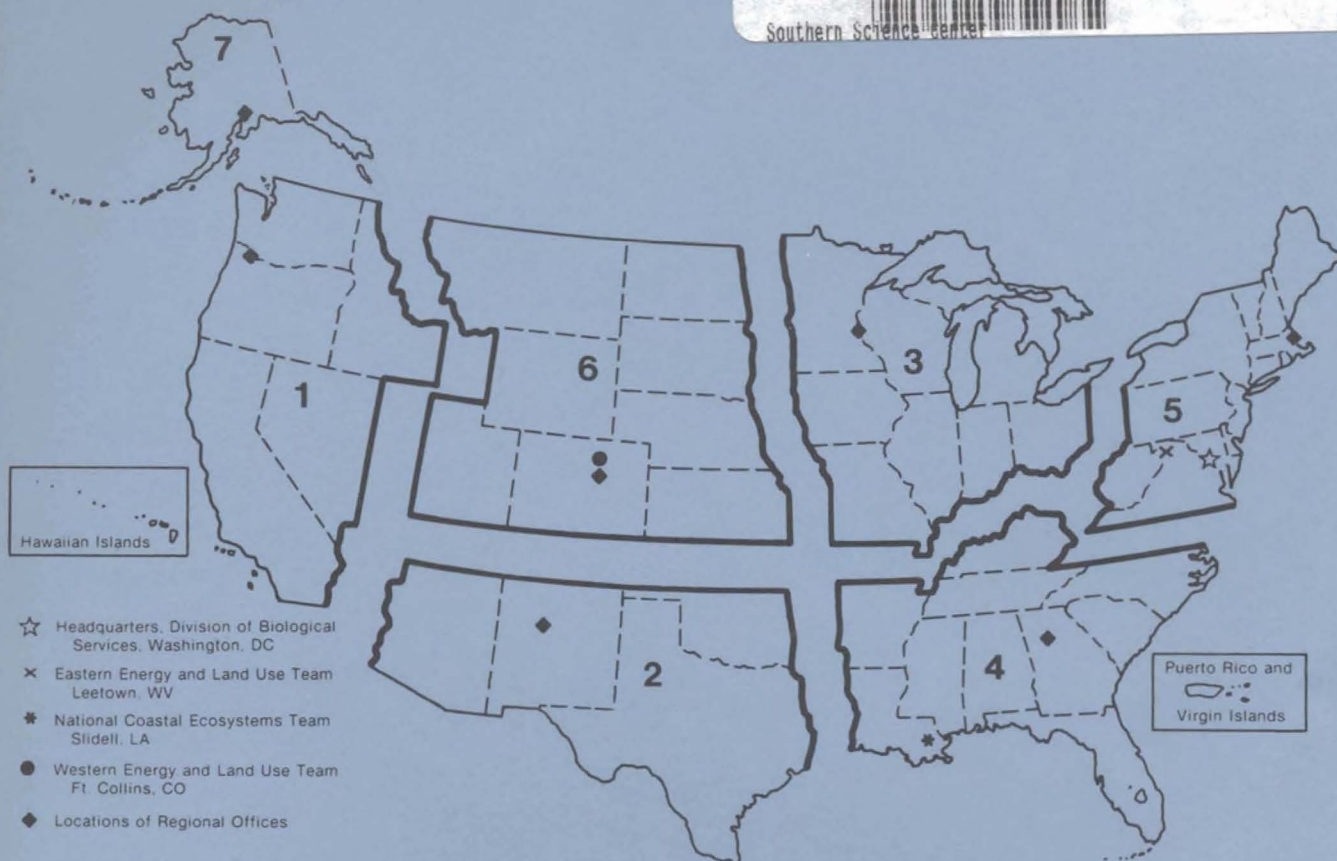 Southern Science Center
7
3
6
1
5
Hawaiian Islands
2
4
☆ Headquarters, Division of Biological
Services, Washington, DC
× Eastern Energy and Land Use Team
Leetown, WV
* National Coastal Ecosystems Team
Slidell, LA
● Western Energy and Land Use Team
Ft. Collins, CO
◆ Locations of Regional Offices
Puerto Rico and
Virgin Islands